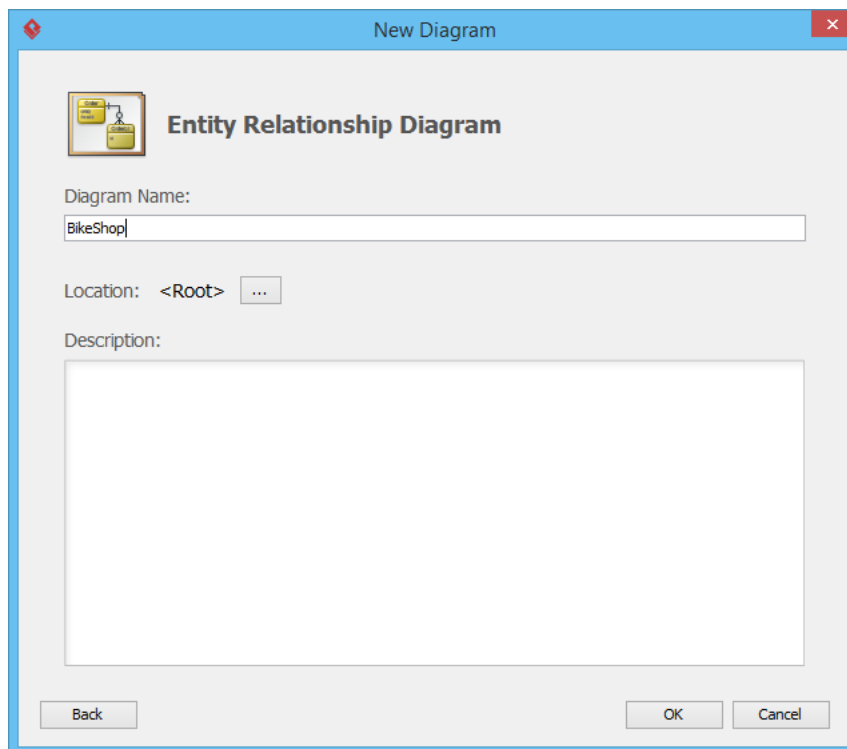 New Diagram
Entity Relationship Diagram
Diagram Name:
BikeShop
Location: <Root> ...
Description:
Back OK Cancel